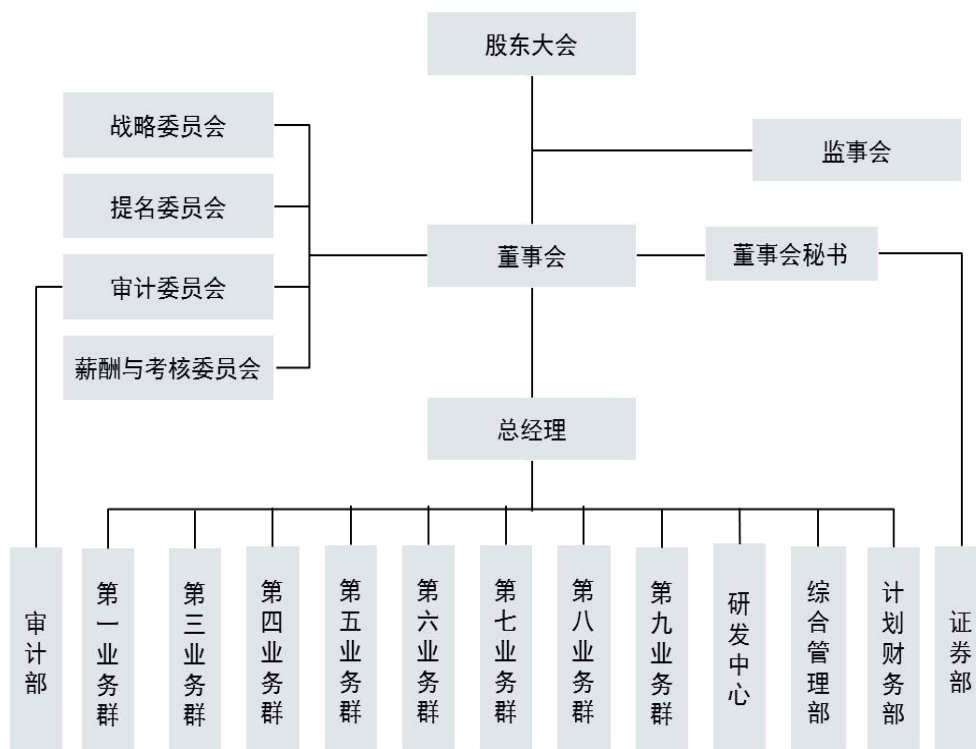 股东大会
战略委员会
监事会
提名委员会
董事会
董事会秘书
审计委员会
薪酬与考核委员会
总经理
审计部
第一业务群
第三业务群
第四业务群
第五业务群
第六业务群
第七业务群
第八业务群
第九业务群
研发中心
综合管理部
计划财务部
证券部